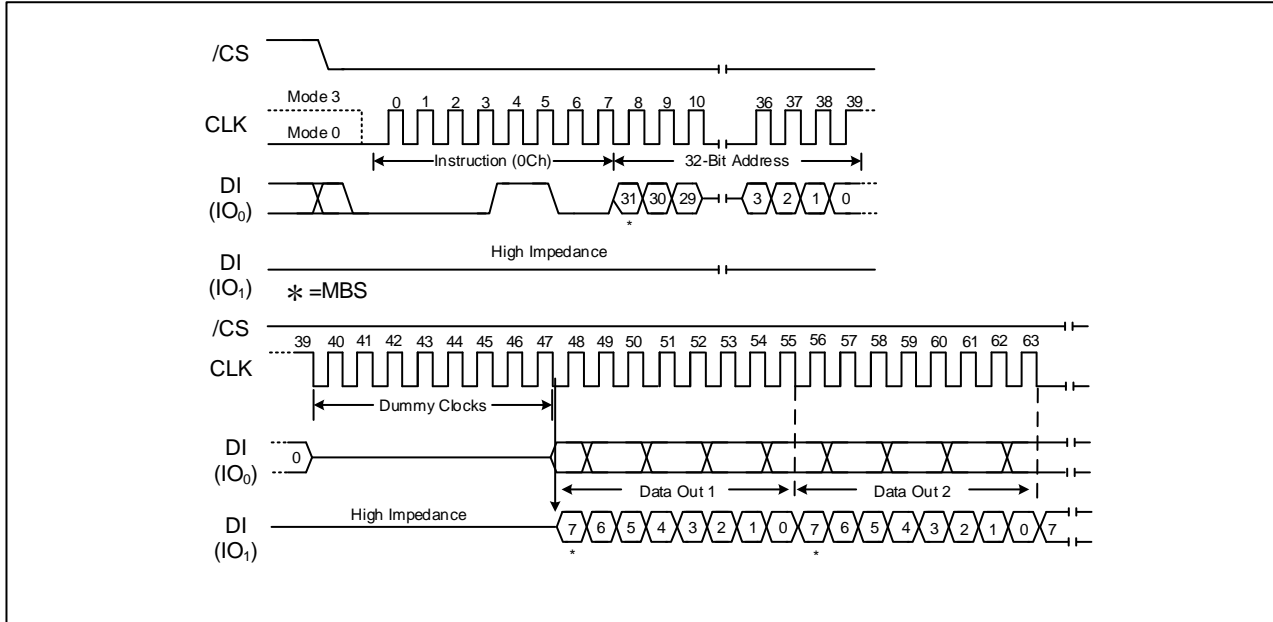 /CS
Mode 3
CLK
Mode 0
0 1 2 3 4 5 6 7 8 9 10 36 37 38 39
Instruction (0Ch) 32-Bit Address
DI
(IO₀)
31 30 29 3 2 1 0
*
DI
(IO₁)
High Impedance
* =MBS
/CS
CLK
39 40 41 42 43 44 45 46 47 48 49 50 51 52 53 54 55 56 57 58 59 60 61 62 63
Dummy Clocks
DI
(IO₀)
0
Data Out 1 Data Out 2
DI
(IO₁)
High Impedance
7 6 5 4 3 2 1 0 7 6 5 4 3 2 1 0 7
* *